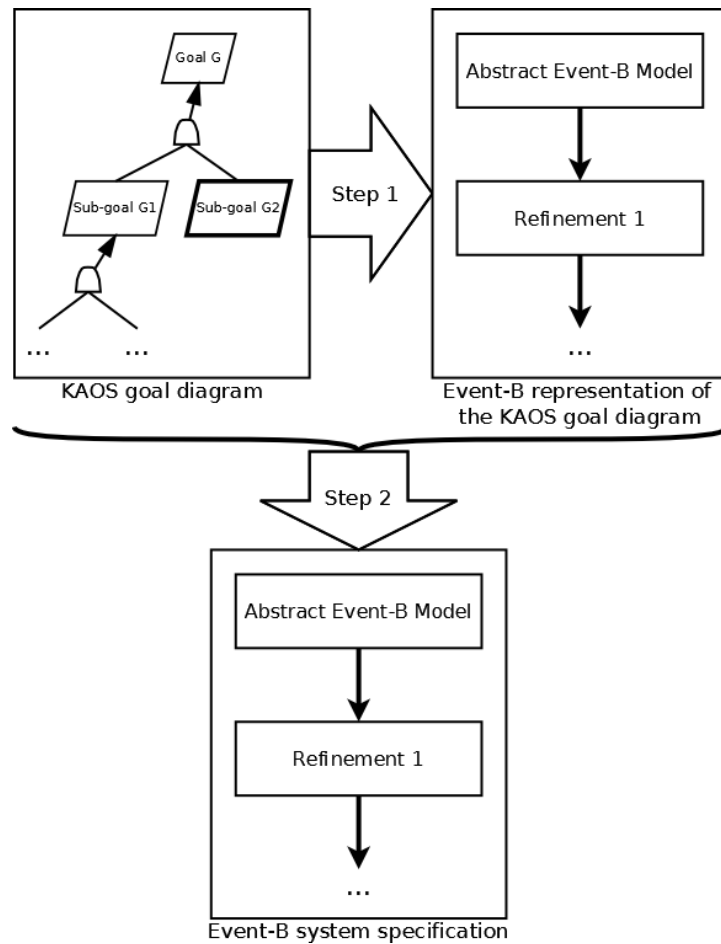 Goal G
Sub-goal G1
Sub-goal G2
...
...
KAOS goal diagram
Step 1
Abstract Event-B Model
Refinement 1
...
Event-B representation of
the KAOS goal diagram
Step 2
Abstract Event-B Model
Refinement 1
...
Event-B system specification